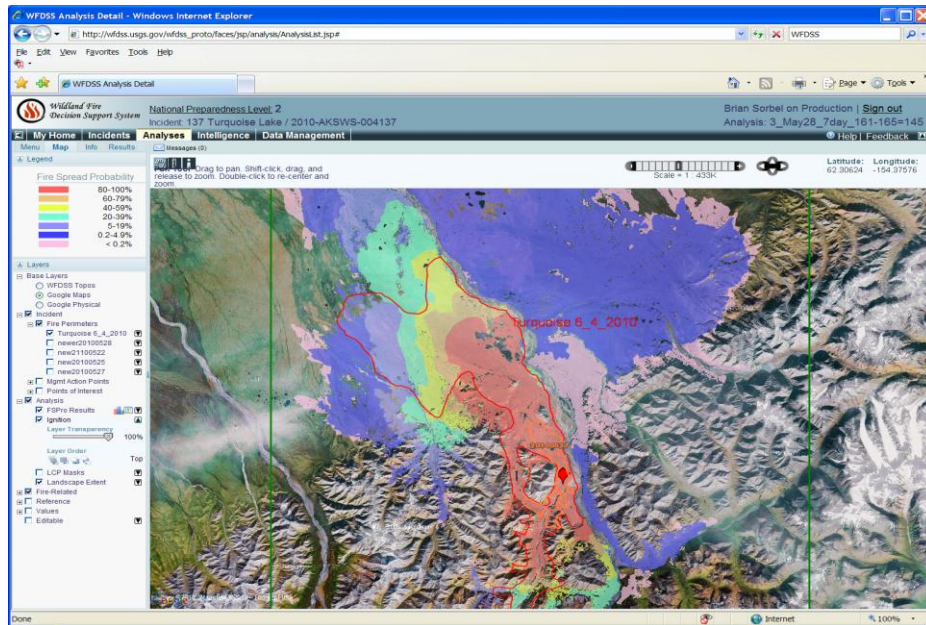 WFDSS Analysis Detail - Windows Internet Explorer
http://wfdss.usgs.gov/wfdss_proto/faces/jsp/analysis/AnalysisList.jsp#
WFDSS
File Edit View Favorites Tools Help
WFDSS Analysis Detail
Page Tools
Wildland Fire
Decision Support System
National Preparedness Level: 2
Incident: 137 Turquoise Lake / 2010-AKSWS-004137
Brian Sorbel on Production | Sign out
Analysis: 3_May28_7day_161-165=145
My Home Incidents Analyses Intelligence Data Management
Help | Feedback
Menu Map Info Results
Messages (0)
Legend
Fire Spread Probability
80-100%
60-79%
40-59%
20-39%
5-19%
0.2-4.9%
< 0.2%
Drag to pan. Shift-click, drag, and
release to zoom. Double-click to re-center and
zoom.
Scale = 1 : 433K
Latitude: Longitude:
62.30624 -154.37576
Layers
Base Layers
WFDSS Topos
Google Maps
Google Physical
Incident
Fire Perimeters
Turquoise 6_4_2010
newer20100528
new21100522
new20100525
new20100527
Mgmt Action Points
Points of Interest
Analysis
FSPro Results
Ignition
Layer Transparency
100%
Layer Order
Top
LCP Masks
Landscape Extent
Fire-Related
Reference
Values
Editable
Turquoise 6_4_2010
Done
Internet
100%